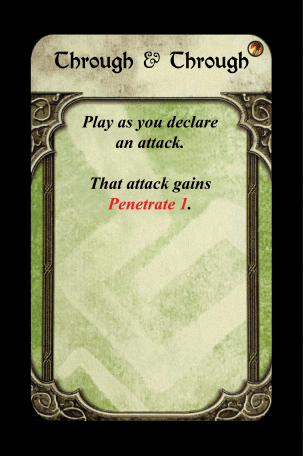 Through & Through
Play as you declare
an attack.
That attack gains
Penetrate 1.